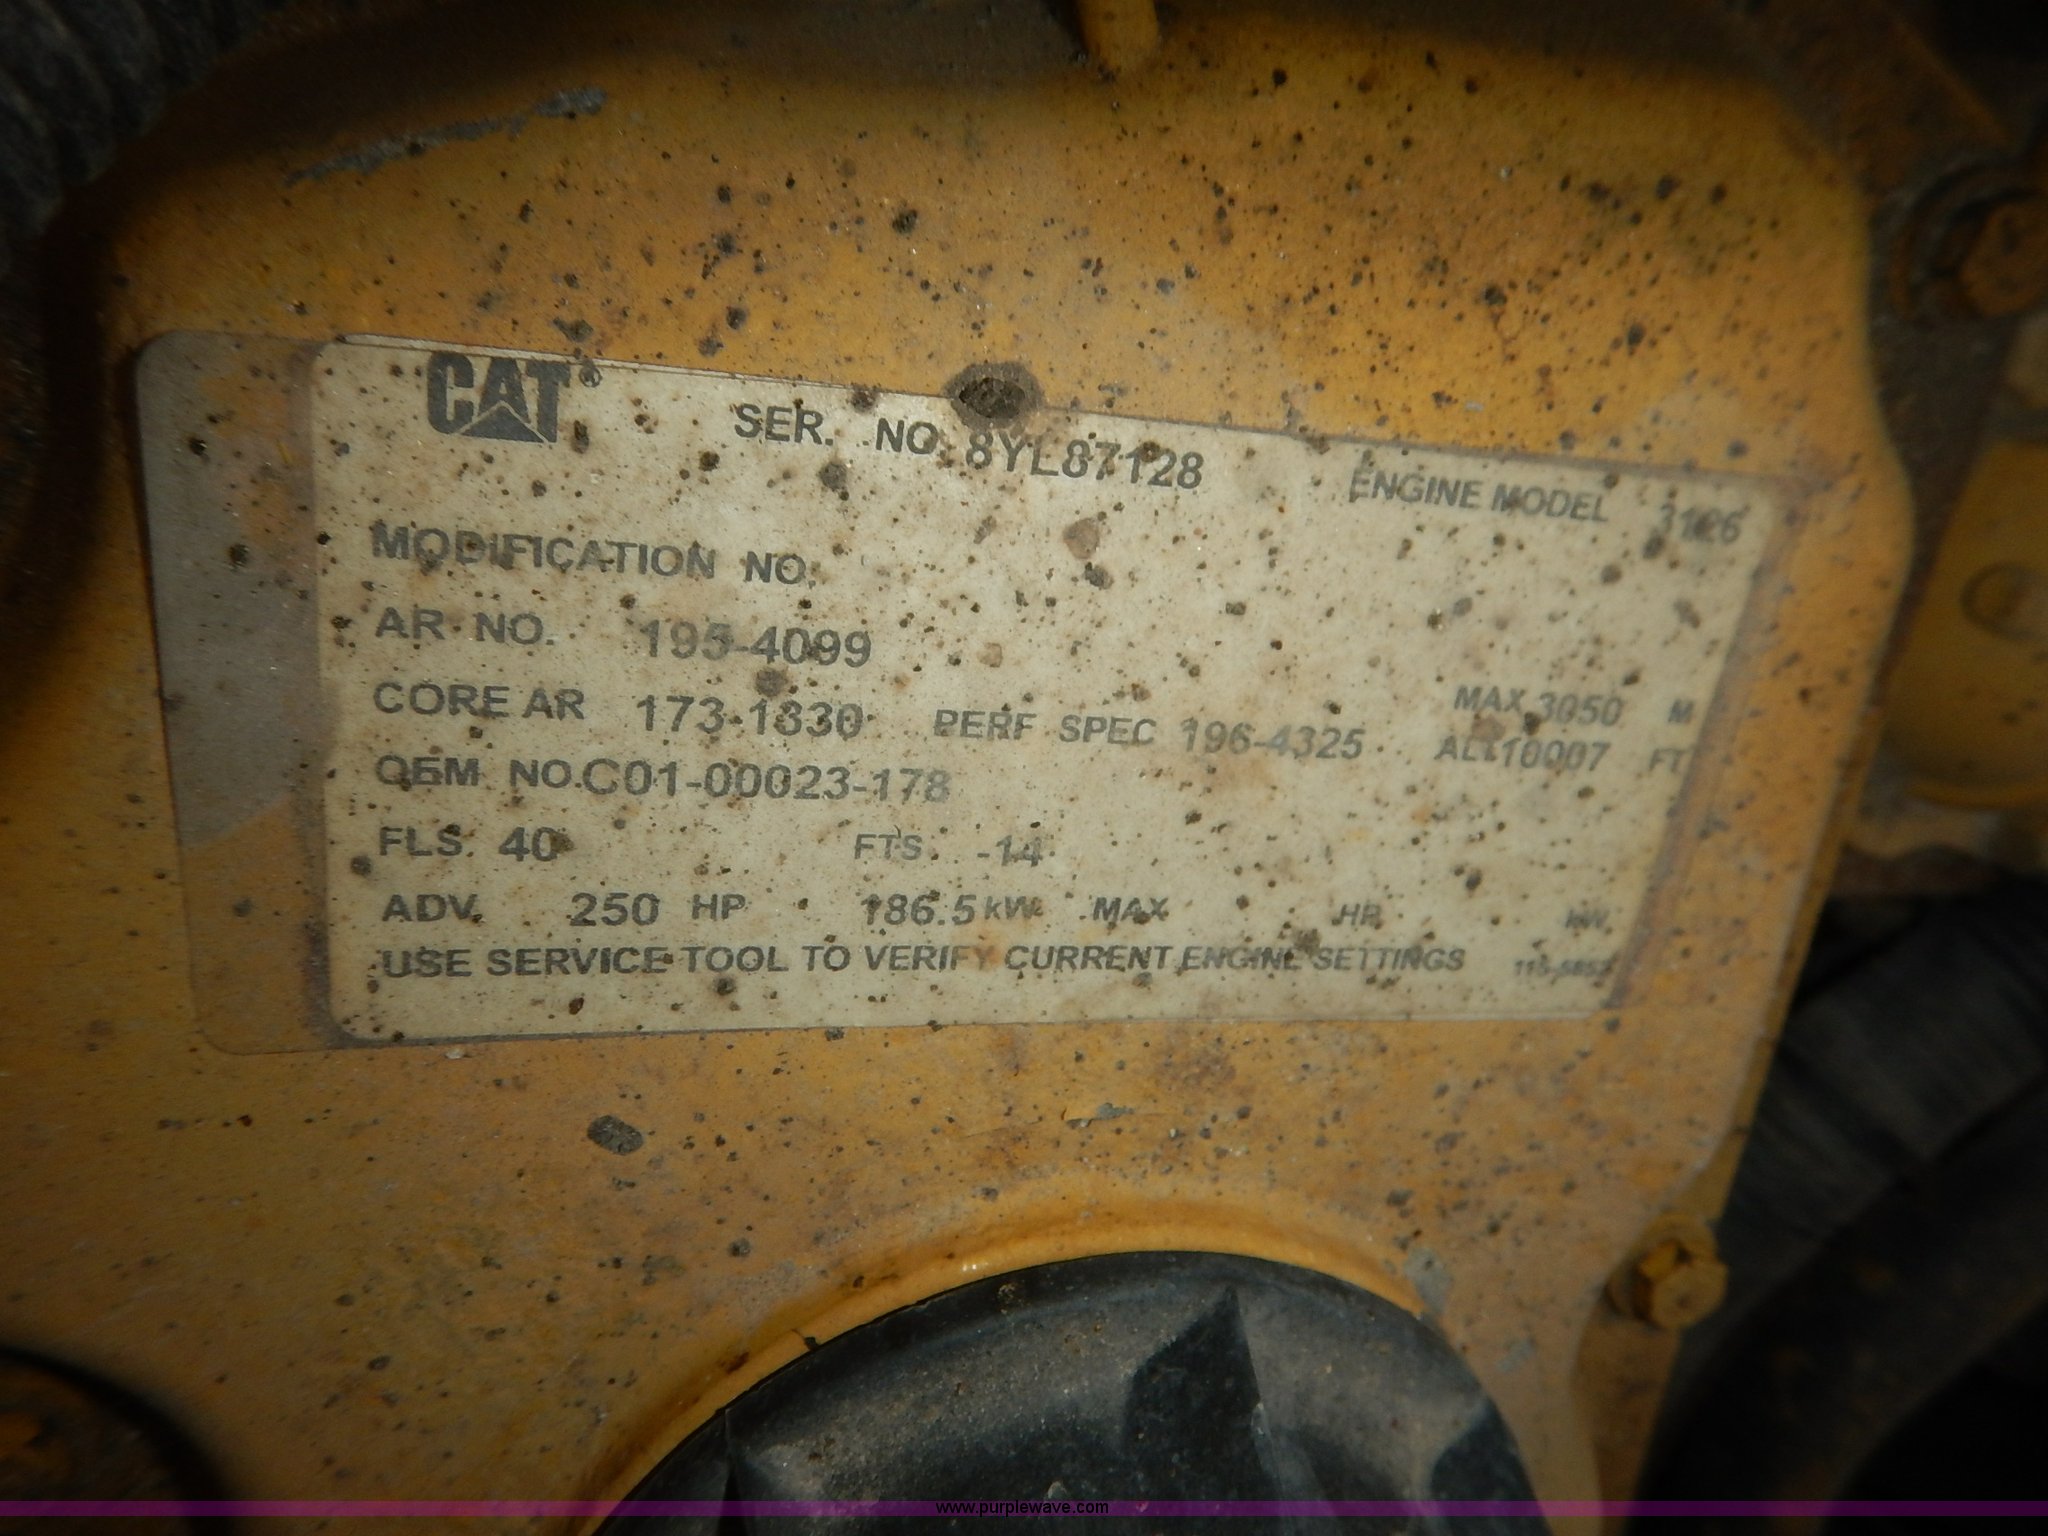 CAT® SER. NO. 8YL87128 ENGINE MODEL 3126
MODIFICATION NO.
AR NO. 195-4099
CORE AR 173-1330 PERF SPEC 196-4325 MAX 3050 M
ALT 10007 FT
OEM NO. C01-00023-178
FLS 40 FTS -14
ADV. 250 HP 186.5 kW MAX HP kW
USE SERVICE TOOL TO VERIFY CURRENT ENGINE SETTINGS
www.purplewave.com